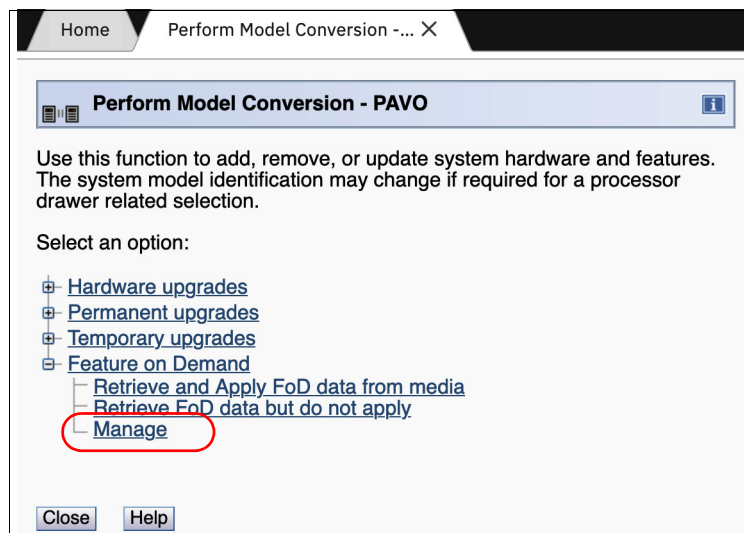 Home
Perform Model Conversion -...
Perform Model Conversion - PAVO
i
Use this function to add, remove, or update system hardware and features.
The system model identification may change if required for a processor
drawer related selection.
Select an option:
Hardware upgrades
Permanent upgrades
Temporary upgrades
Feature on Demand
Retrieve and Apply FoD data from media
Retrieve FoD data but do not apply
Manage
Close
Help